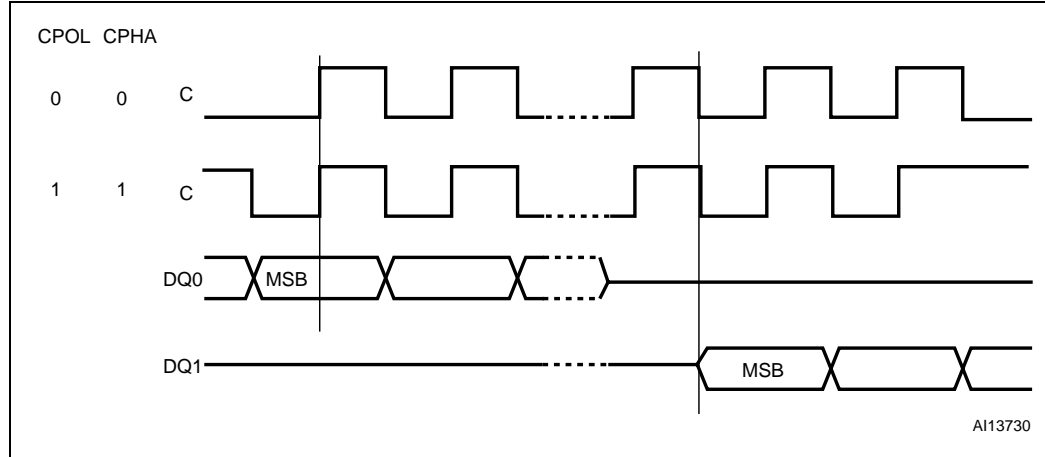 CPOL CPHA
0 0 C
1 1 C
DQ0 MSB
DQ1 MSB
AI13730